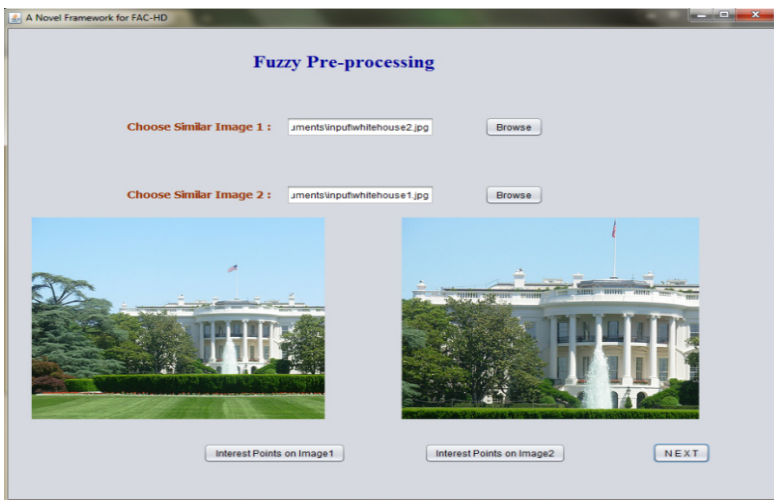 A Novel Framework for FAC-HD
Fuzzy Pre-processing
Choose Similar Image 1 : uments\input\whitehouse2.jpg Browse
Choose Similar Image 2 : uments\input\whitehouse1.jpg Browse
Interest Points on Image1 Interest Points on Image2 N E X T